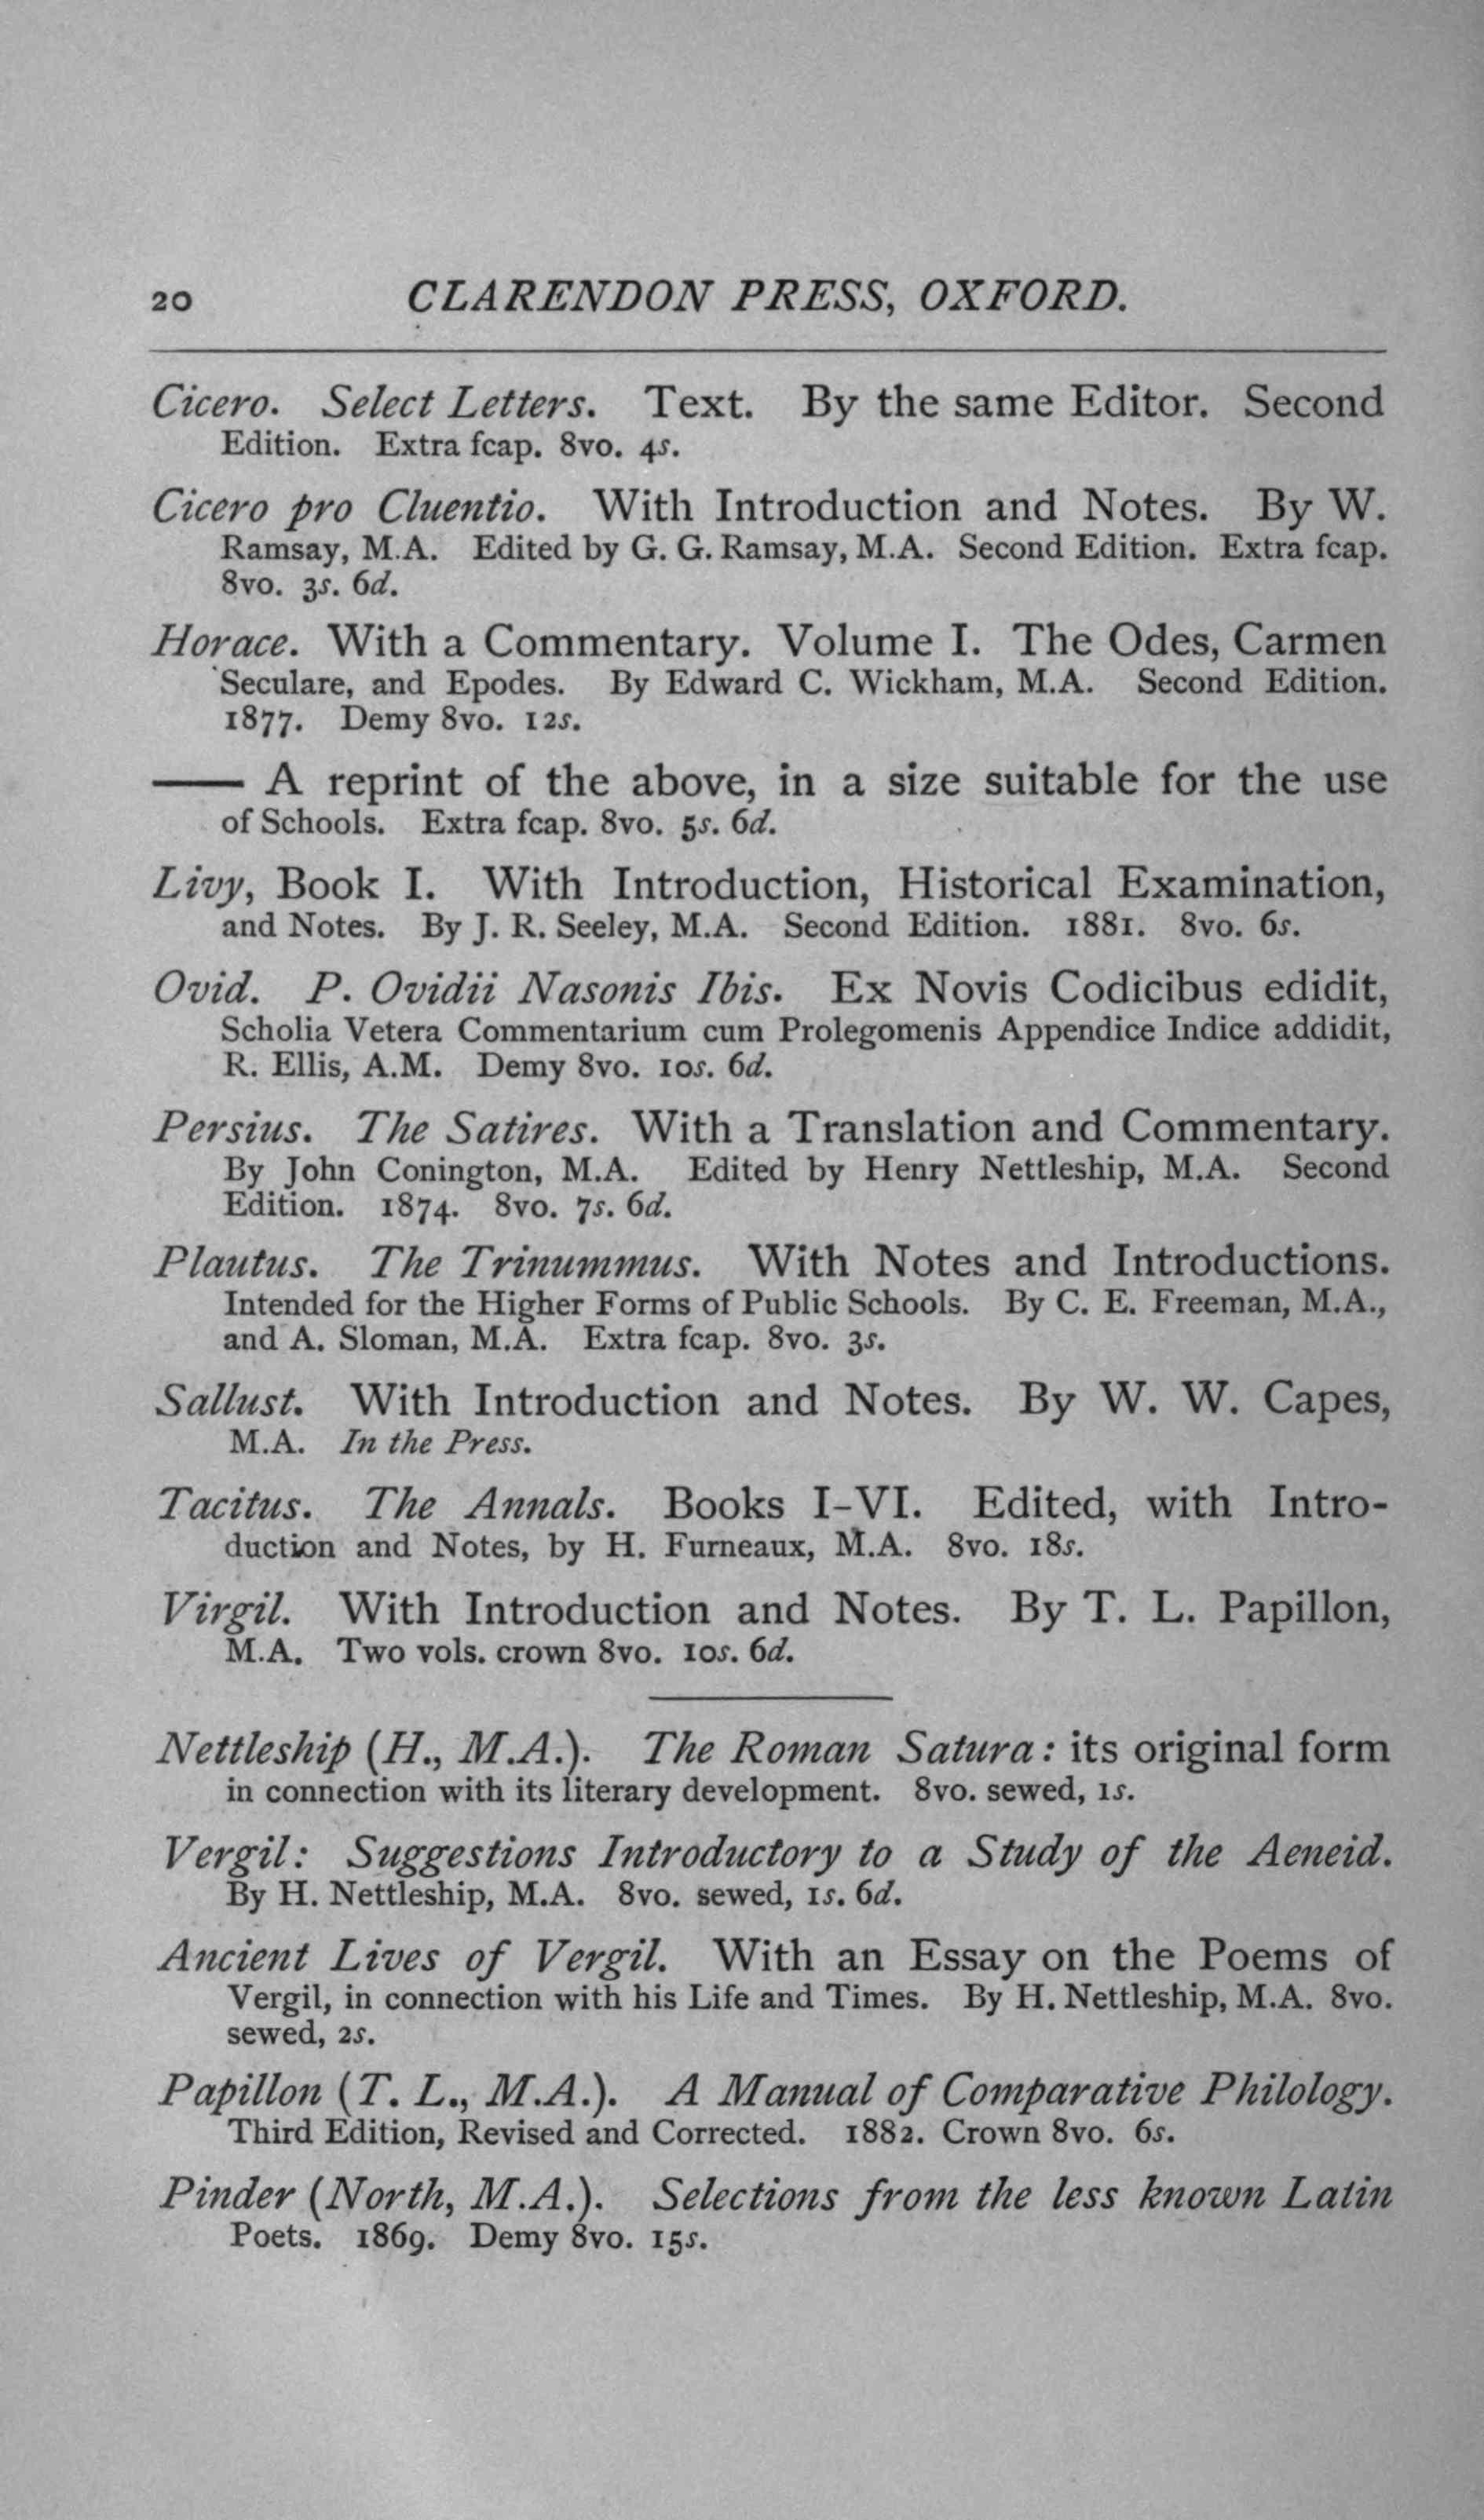 20 CLARENDON PRESS, OXFORD.
Cicero. Select Letters. Text. By the same Editor. Second
Edition. Extra fcap. 8vo. 4s.
Cicero pro Cluentio. With Introduction and Notes. By W.
Ramsay, M.A. Edited by G. G. Ramsay, M.A. Second Edition. Extra fcap.
8vo. 3s. 6d.
Horace. With a Commentary. Volume I. The Odes, Carmen
Seculare, and Epodes. By Edward C. Wickham, M.A. Second Edition.
1877. Demy 8vo. 12s.
—— A reprint of the above, in a size suitable for the use
of Schools. Extra fcap. 8vo. 5s. 6d.
Livy, Book I. With Introduction, Historical Examination,
and Notes. By J. R. Seeley, M.A. Second Edition. 1881. 8vo. 6s.
Ovid. P. Ovidii Nasonis Ibis. Ex Novis Codicibus edidit,
Scholia Vetera Commentarium cum Prolegomenis Appendice Indice addidit,
R. Ellis, A.M. Demy 8vo. 10s. 6d.
Persius. The Satires. With a Translation and Commentary.
By John Conington, M.A. Edited by Henry Nettleship, M.A. Second
Edition. 1874. 8vo. 7s. 6d.
Plautus. The Trinummus. With Notes and Introductions.
Intended for the Higher Forms of Public Schools. By C. E. Freeman, M.A.,
and A. Sloman, M.A. Extra fcap. 8vo. 3s.
Sallust. With Introduction and Notes. By W. W. Capes,
M.A. In the Press.
Tacitus. The Annals. Books I-VI. Edited, with Intro-
duction and Notes, by H. Furneaux, M.A. 8vo. 18s.
Virgil. With Introduction and Notes. By T. L. Papillon,
M.A. Two vols. crown 8vo. 10s. 6d.
Nettleship (H., M.A.). The Roman Satura: its original form
in connection with its literary development. 8vo. sewed, 1s.
Vergil: Suggestions Introductory to a Study of the Aeneid.
By H. Nettleship, M.A. 8vo. sewed, 1s. 6d.
Ancient Lives of Vergil. With an Essay on the Poems of
Vergil, in connection with his Life and Times. By H. Nettleship, M.A. 8vo.
sewed, 2s.
Papillon (T. L., M.A.). A Manual of Comparative Philology.
Third Edition, Revised and Corrected. 1882. Crown 8vo. 6s.
Pinder (North, M.A.). Selections from the less known Latin
Poets. 1869. Demy 8vo. 15s.